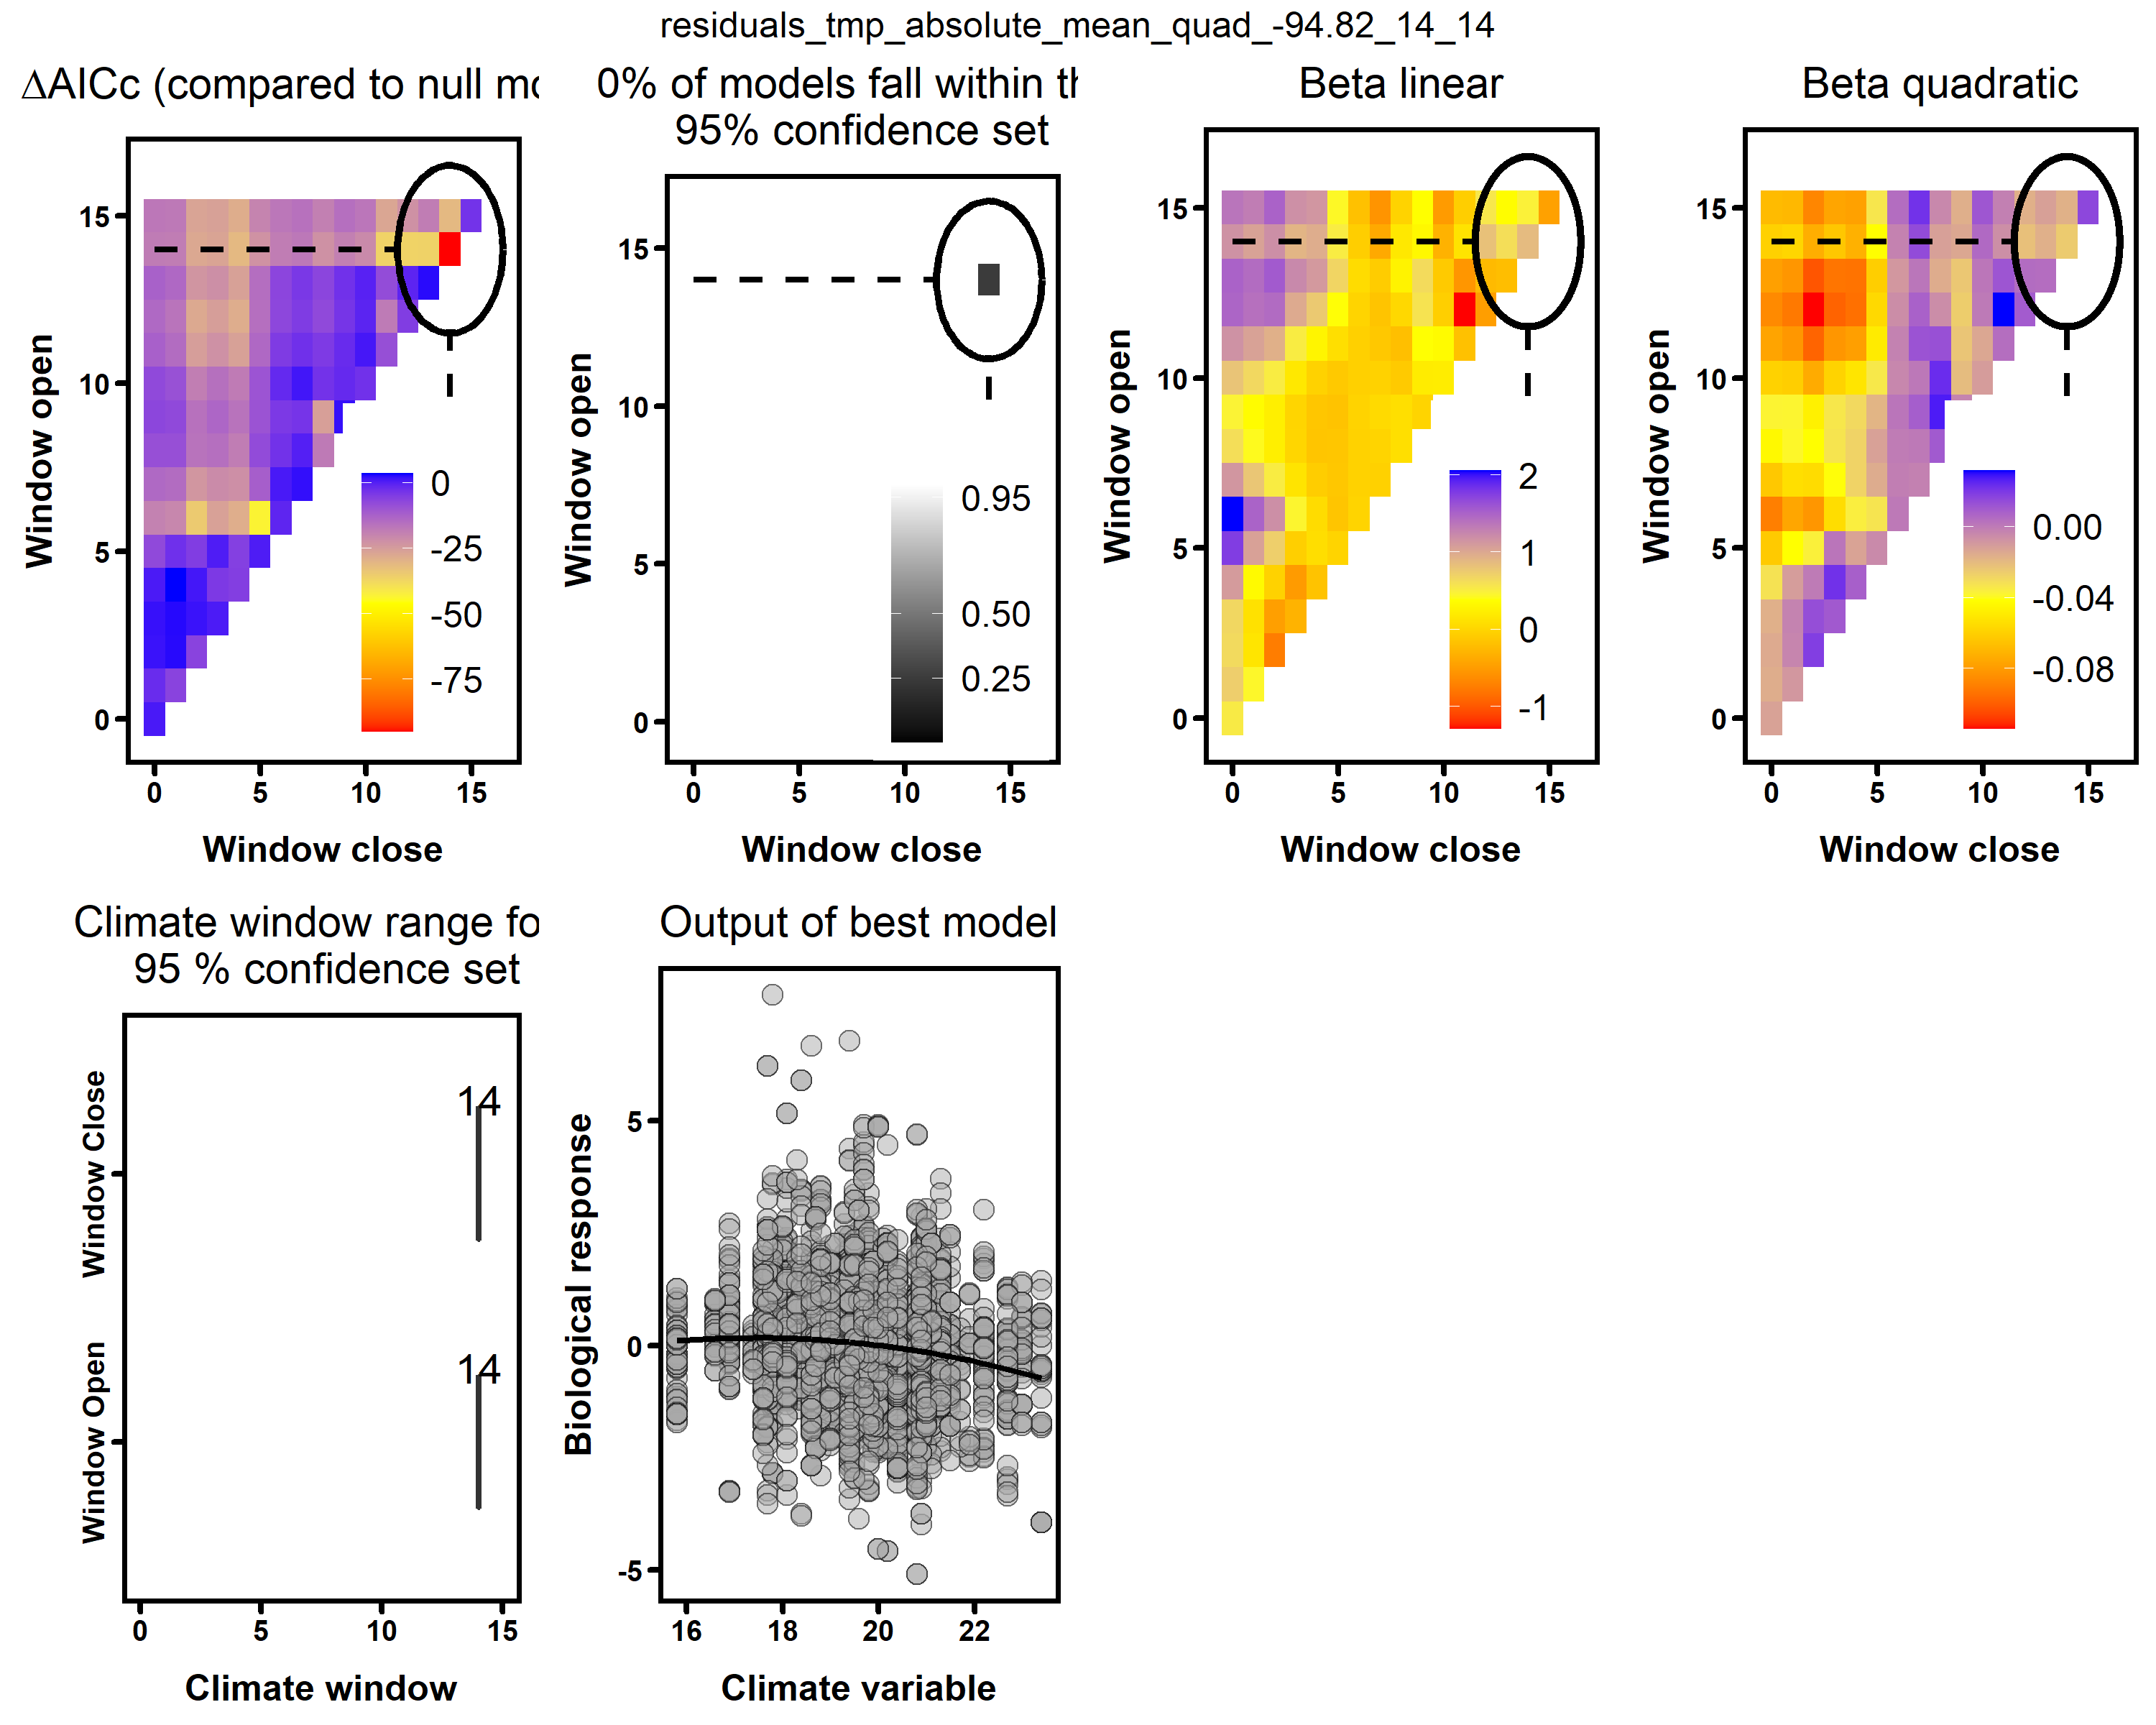 residuals_tmp_absolute_mean_quad_-94.82_14_14
ΔAICc (compared to null mo
15
10
5
0
Window open
0
-25
-50
-75
0 5 10 15
Window close
0% of models fall within th
95% confidence set
15
10
5
0
Window open
0.95
0.50
0.25
0 5 10 15
Window close
Beta linear
15
10
5
0
Window open
2
1
0
-1
0 5 10 15
Window close
Beta quadratic
15
10
5
0
Window open
0.00
-0.04
-0.08
0 5 10 15
Window close
Climate window range fo
95 % confidence set
Window Close
Window Open
14
14
0 5 10 15
Climate window
Output of best model
5
0
-5
Biological response
16 18 20 22
Climate variable